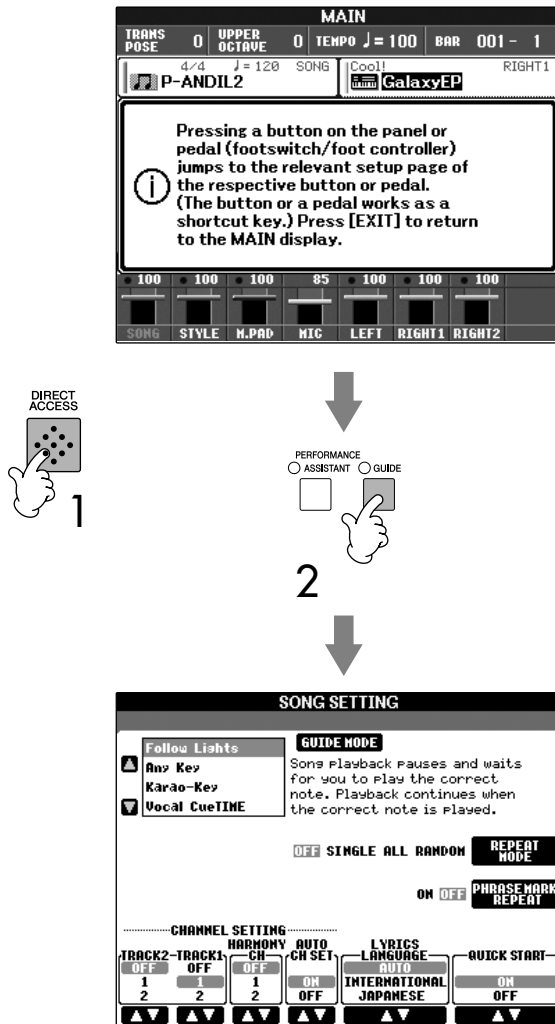 MAIN
TRANS POSE 0 UPPER OCTAVE 0 TEMPO ♩= 100 BAR 001 - 1
4/4 ♩= 120 SONG
P-ANDIL2
Cool! RIGHT1
GalaxyEP
Pressing a button on the panel or
pedal (footswitch/foot controller)
jumps to the relevant setup page of
the respective button or pedal.
(The button or a pedal works as a
shortcut key.) Press [EXIT] to return
to the MAIN display.
100 100 100 85 100 100 100
SONG STYLE M.PAD MIC LEFT RIGHT1 RIGHT2
DIRECT
ACCESS
1
PERFORMANCE
ASSISTANT GUIDE
2
SONG SETTING
Follow Lights
Any Key
Karao-Key
Vocal CueTIME
GUIDE MODE
Song playback pauses and waits
for you to play the correct
note. Playback continues when
the correct note is played.
OFF SINGLE ALL RANDOM REPEAT MODE
ON OFF PHRASE MARK REPEAT
CHANNEL SETTING
TRACK2 TRACK1 HARMONY CH AUTO CH SET LYRICS LANGUAGE QUICK START
OFF OFF OFF AUTO
1 1 1 ON INTERNATIONAL ON
2 2 2 OFF JAPANESE OFF